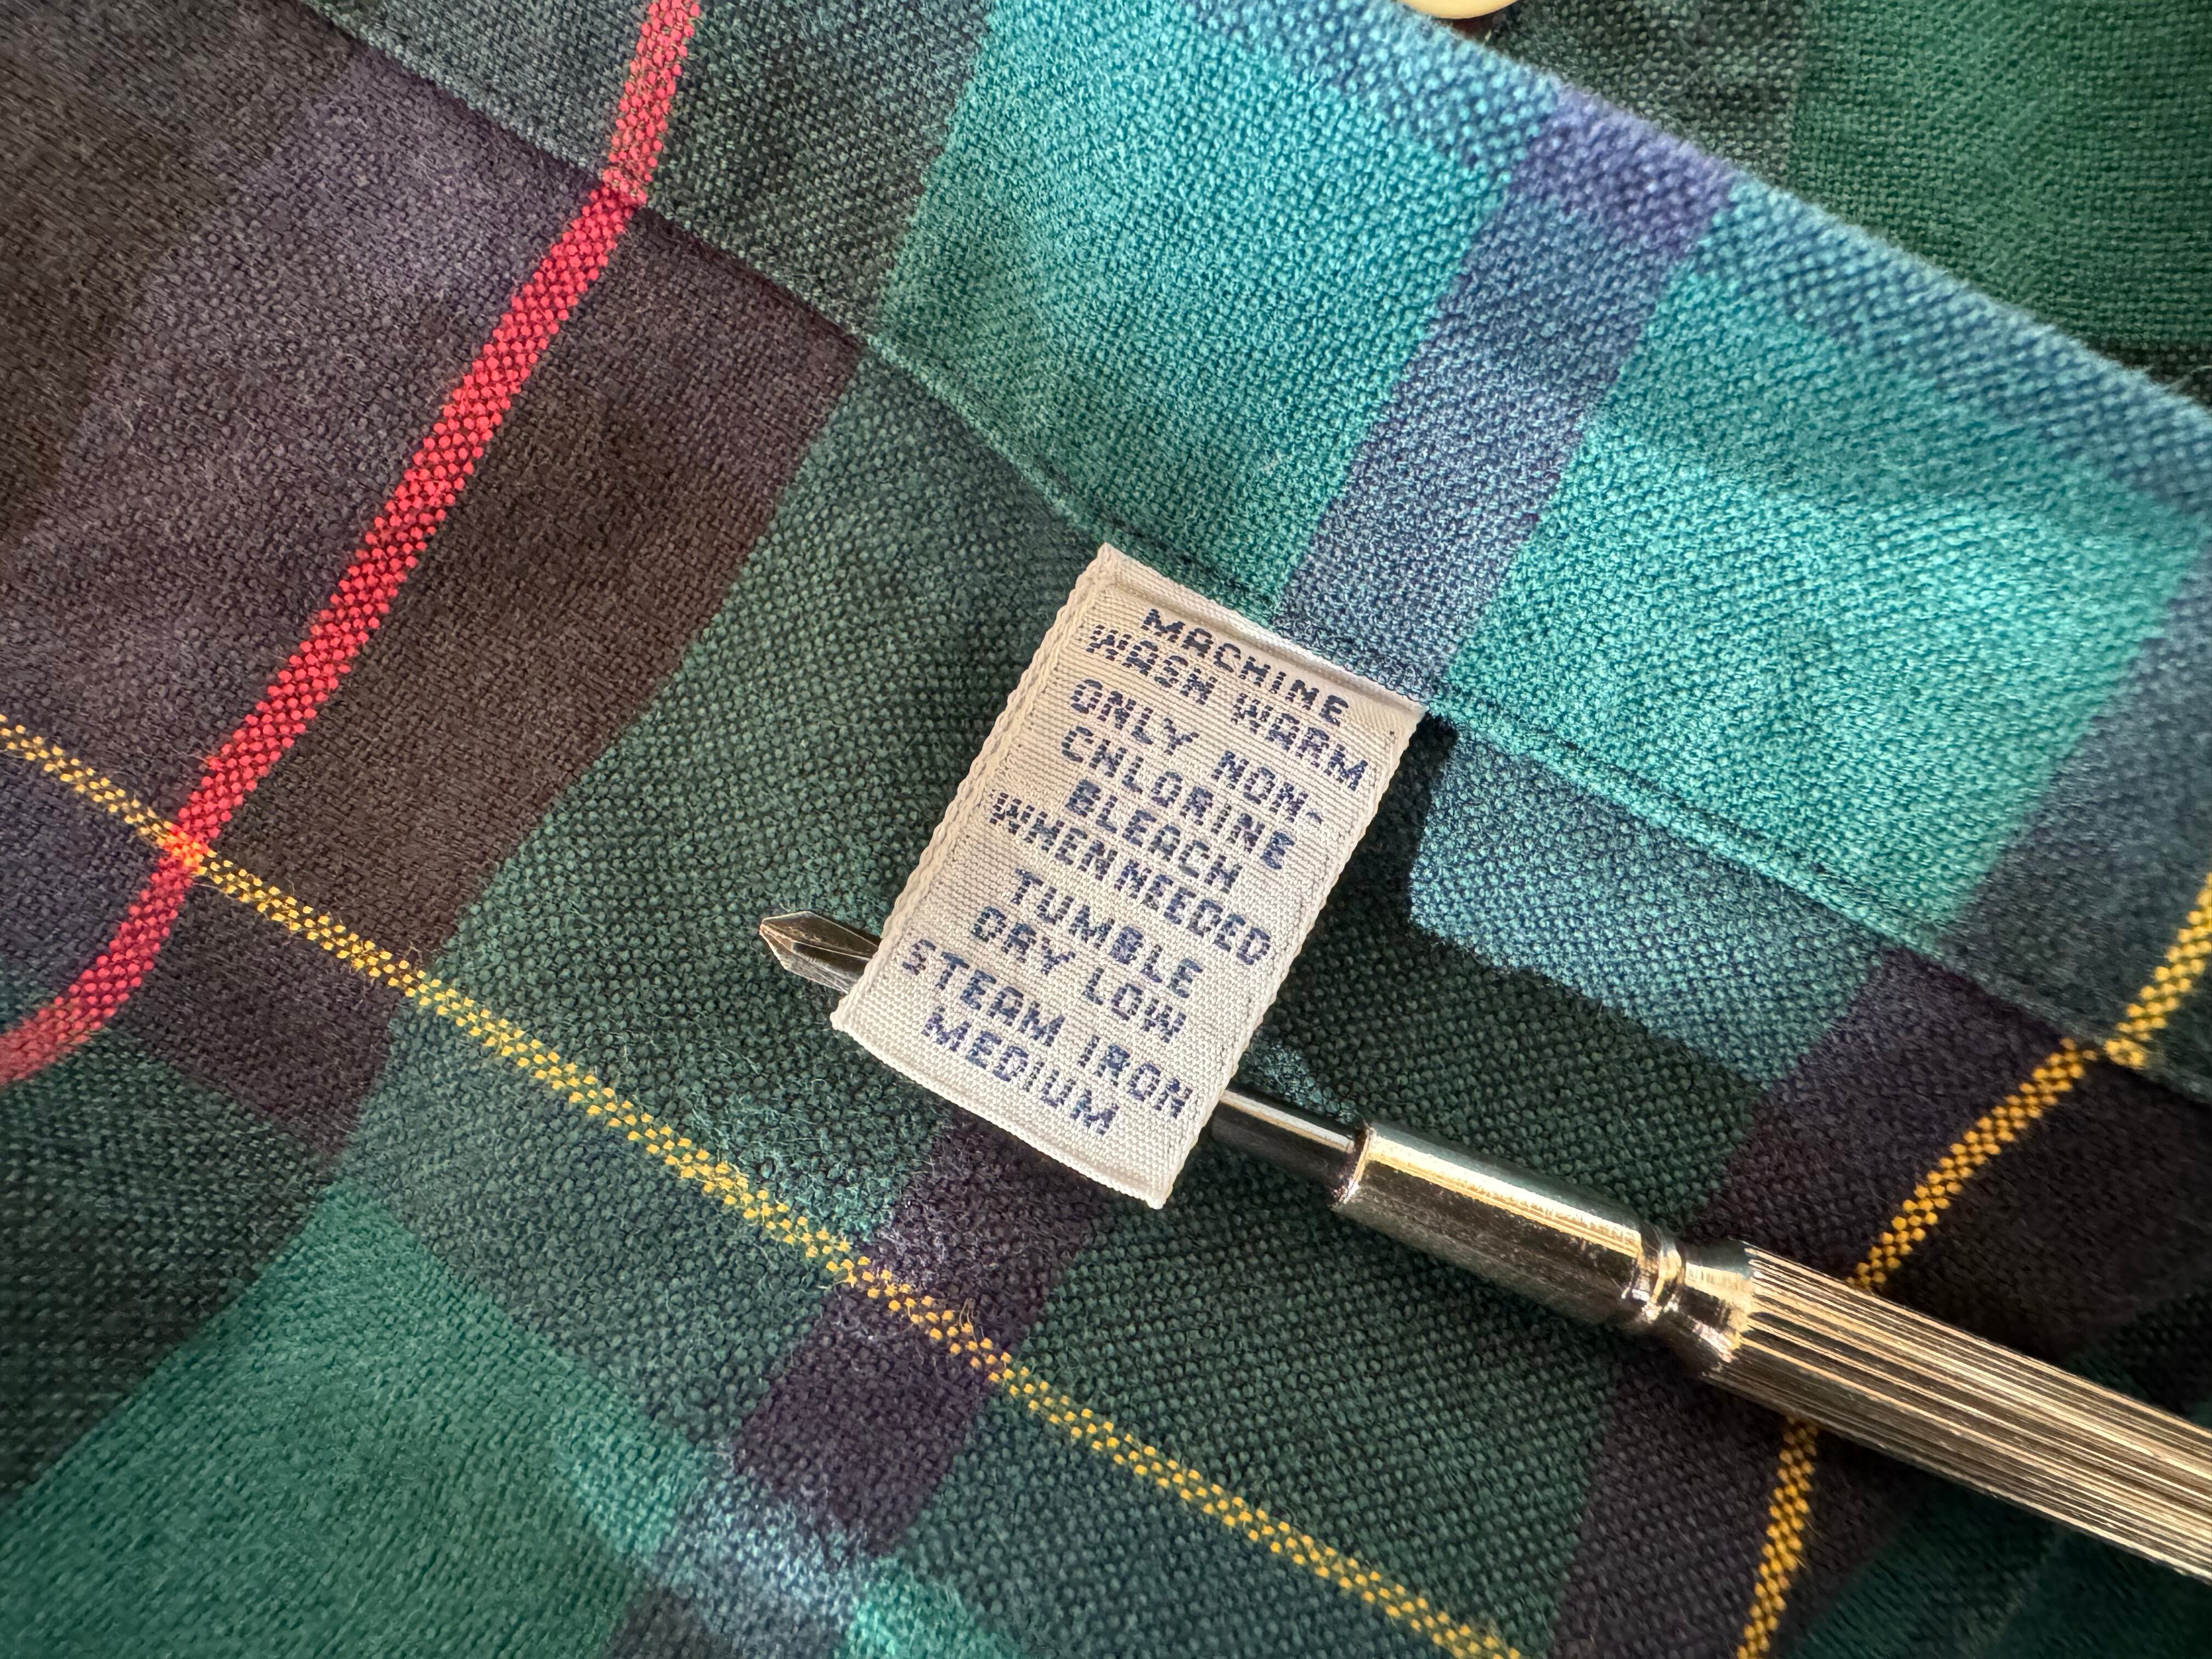 MACHINE
WASH WARM
ONLY NON-
CHLORINE
BLEACH
WHEN NEEDED
TUMBLE
DRY LOW
STEAM IRON
MEDIUM